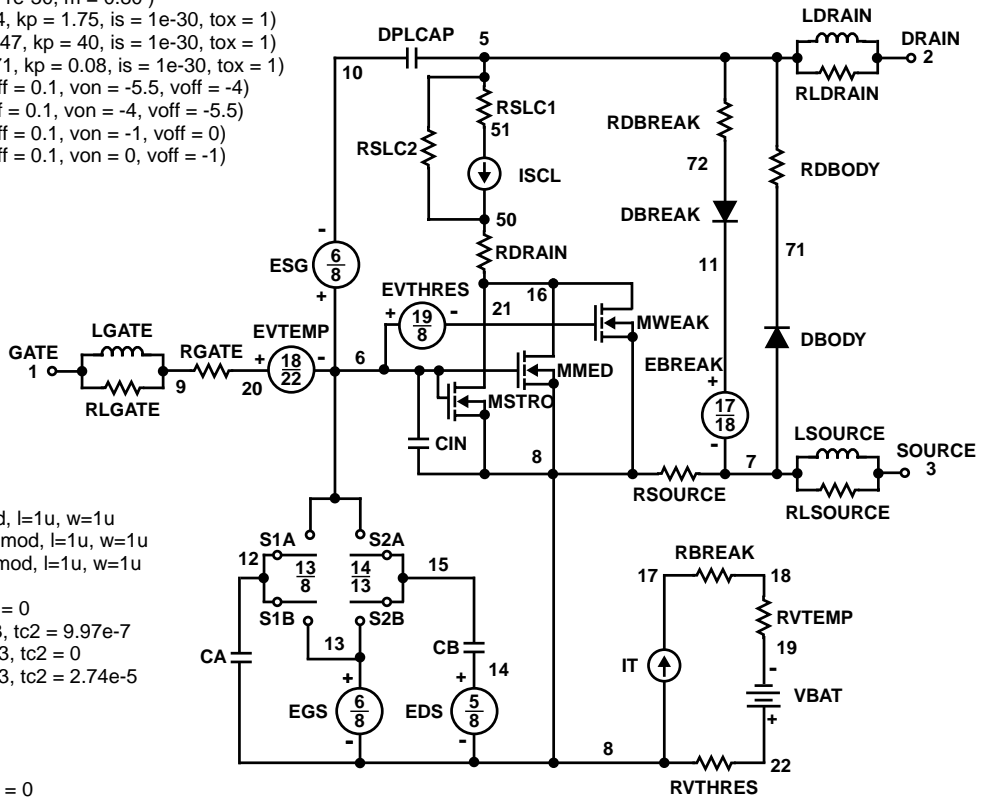 1e-30, m = 0.80 )
4, kp = 1.75, is = 1e-30, tox = 1)
47, kp = 40, is = 1e-30, tox = 1)
71, kp = 0.08, is = 1e-30, tox = 1)
ff = 0.1, von = -5.5, voff = -4)
f = 0.1, von = -4, voff = -5.5)
ff = 0.1, von = -1, voff = 0)
ff = 0.1, von = 0, voff = -1)
DPLCAP
5
10
LDRAIN
DRAIN
2
RLDRAIN
RSLC1
51
RSLC2
ISCL
50
RDRAIN
RDBREAK
72
DBREAK
11
RDBODY
71
DBODY
-
ESG
6
8
+
EVTHRES
+ 19 -
8
21
16
MWEAK
MMED
MSTRO
EBREAK
+
17
18
-
LGATE
GATE
1
RLGATE
9
RGATE
20
EVTEMP
+ 18 -
22
6
CIN
8
RSOURCE
7
LSOURCE
SOURCE
3
RLSOURCE
d, l=1u, w=1u
mod, l=1u, w=1u
mod, l=1u, w=1u
= 0
3, tc2 = 9.97e-7
3, tc2 = 0
3, tc2 = 2.74e-5
= 0
S1A
S2A
12
13
8
14
13
15
S1B
S2B
13
CA
CB
14
+
EGS
6
8
-
+
EDS
5
8
-
8
RBREAK
17
18
RVTEMP
19
IT
-
VBAT
+
22
RVTHRES